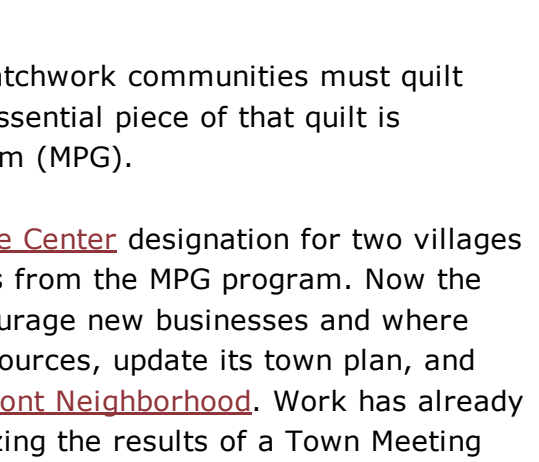 atchwork communities must quilt
ssential piece of that quilt is
m (MPG).
e Center designation for two villages
s from the MPG program. Now the
urage new businesses and where
ources, update its town plan, and
ont Neighborhood. Work has already
zing the results of a Town Meeting